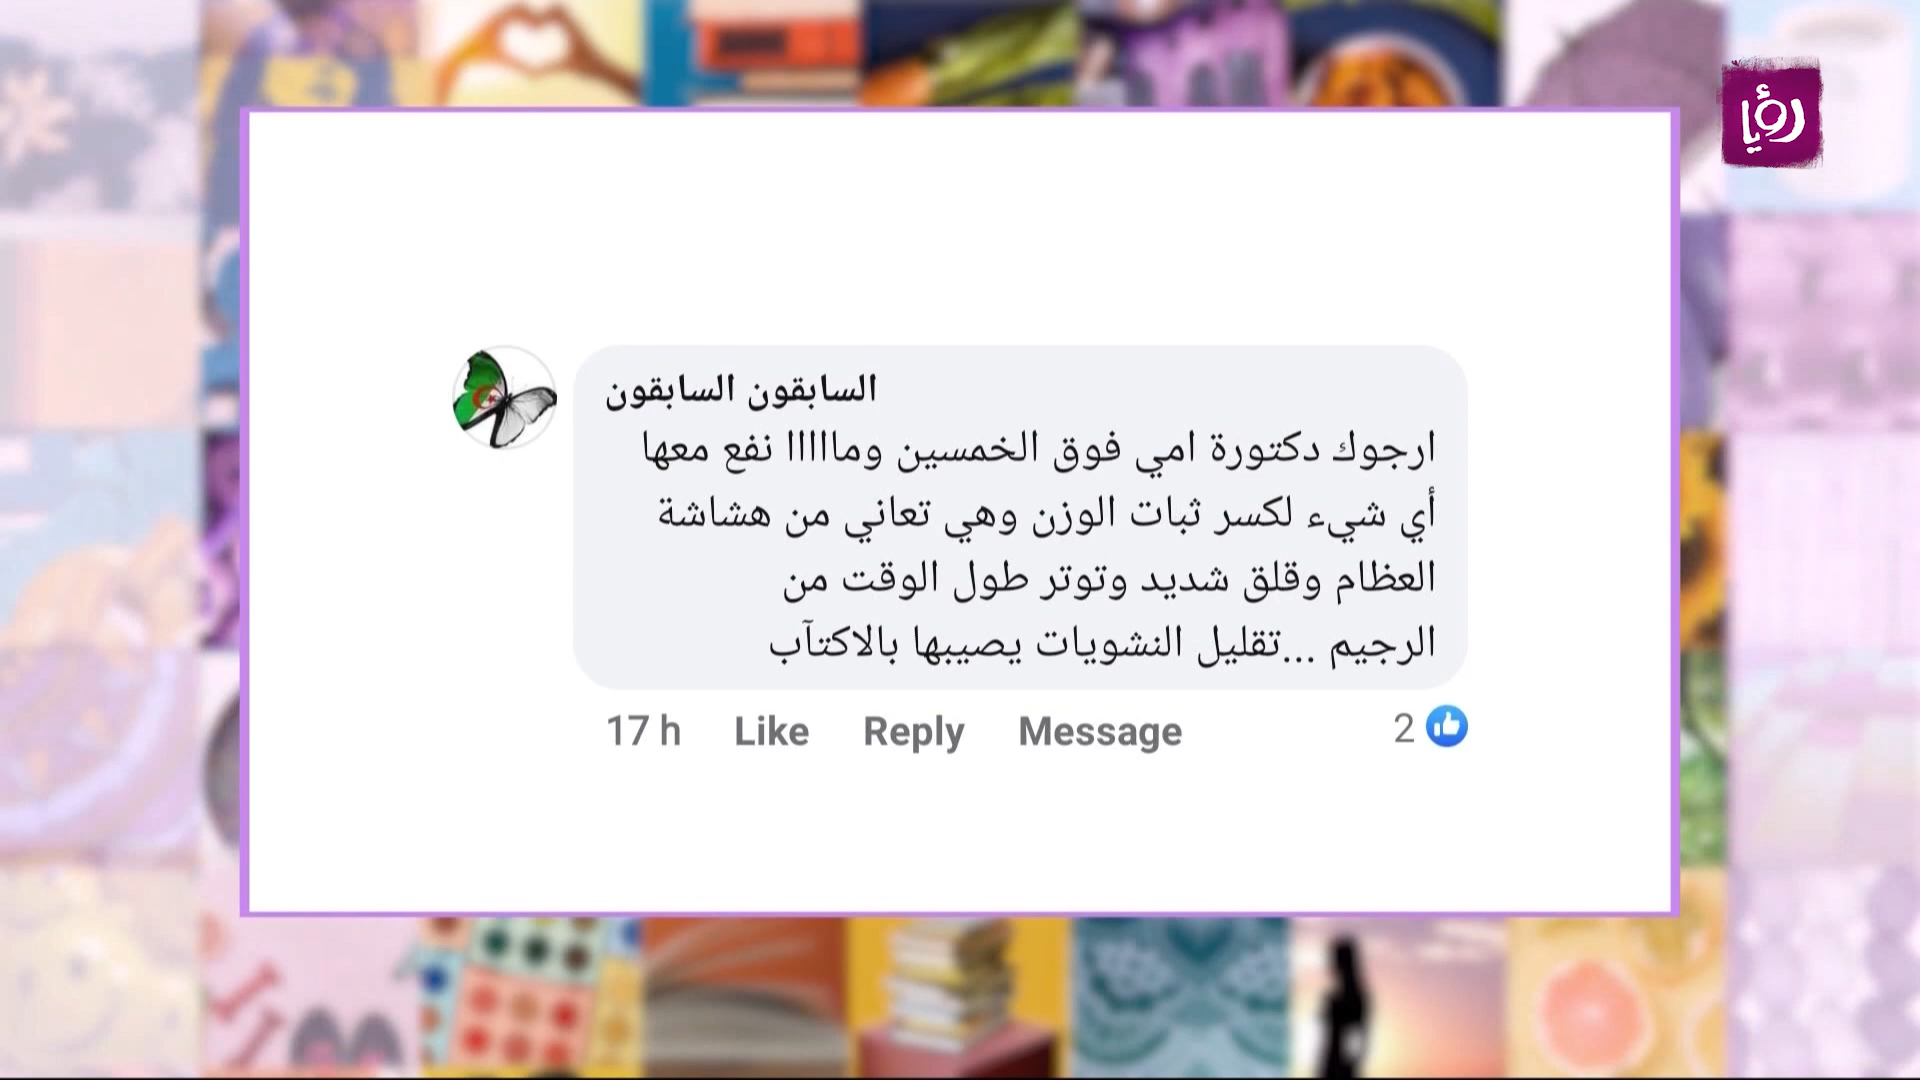 رؤيا
السابقون السابقون
ارجوك دكتورة امي فوق الخمسين وماااااا نفع معها
أي شيء لكسر ثبات الوزن وهي تعاني من هشاشة
العظام وقلق شديد وتوتر طول الوقت من
الرجيم ...تقليل النشويات يصيبها بالاكتآب
17 h Like Reply Message 2